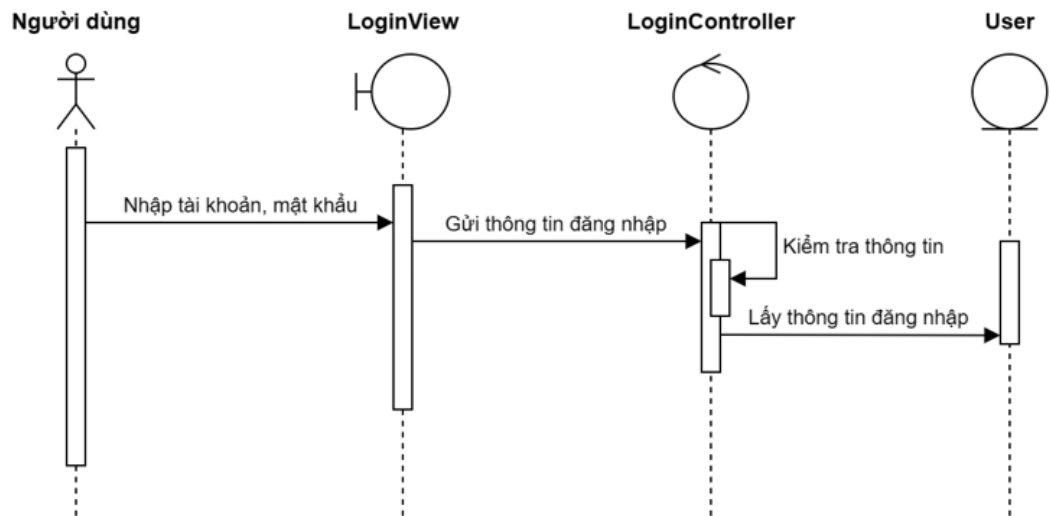 Người dùng
LoginView
LoginController
User
Nhập tài khoản, mật khẩu
Gửi thông tin đăng nhập
Kiểm tra thông tin
Lấy thông tin đăng nhập